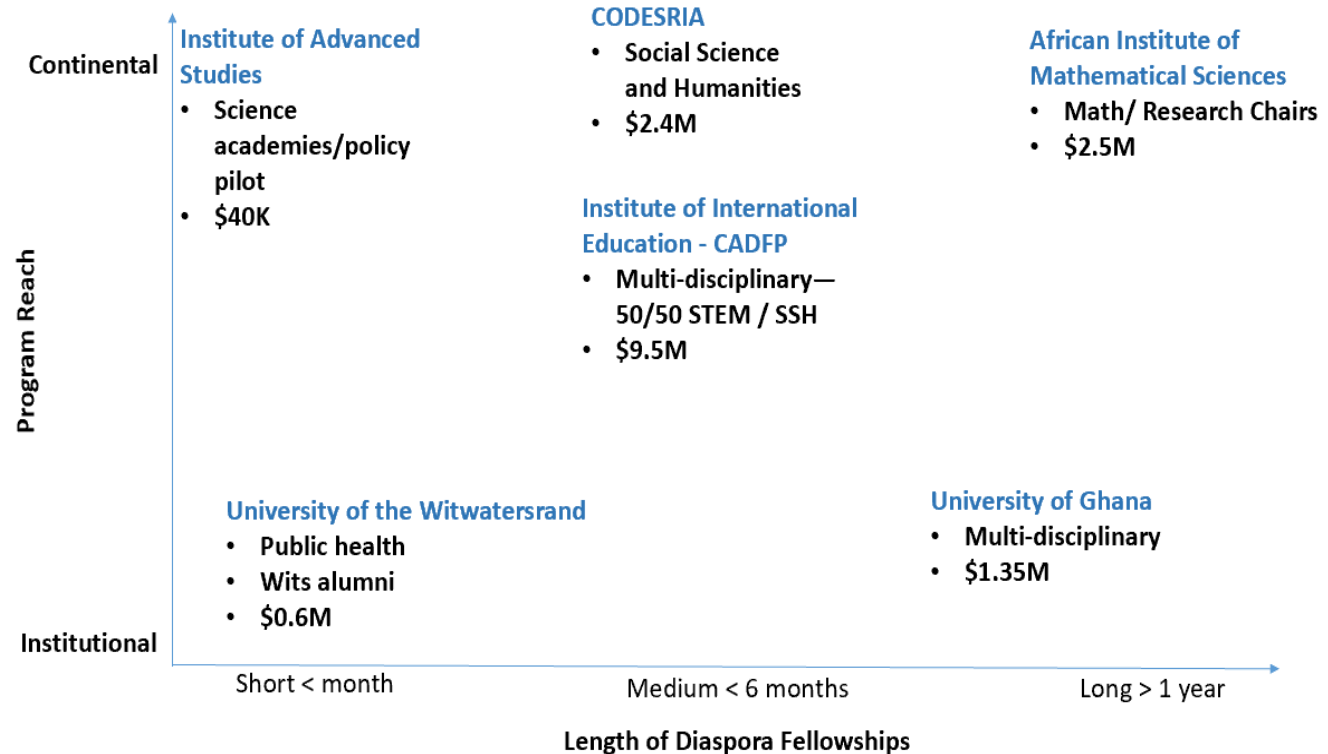 Continental
Program Reach
Institutional
Institute of Advanced
Studies
• Science
academies/policy
pilot
• $40K
CODESRIA
• Social Science
and Humanities
• $2.4M
African Institute of
Mathematical Sciences
• Math/ Research Chairs
• $2.5M
Institute of International
Education - CADFP
• Multi-disciplinary—
50/50 STEM / SSH
• $9.5M
University of the Witwatersrand
• Public health
• Wits alumni
• $0.6M
University of Ghana
• Multi-disciplinary
• $1.35M
Short < month
Medium < 6 months
Long > 1 year
Length of Diaspora Fellowships